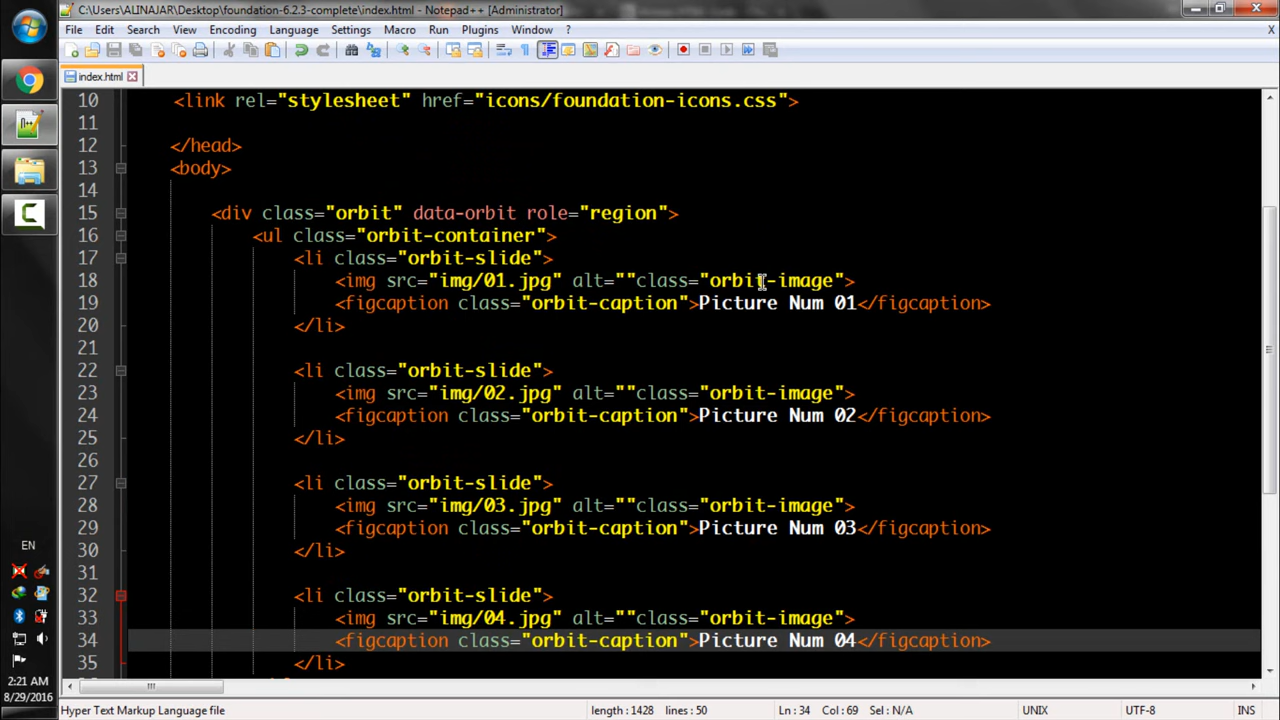 C:\Users\ALINAJAR\Desktop\foundation-6.2.3-complete\index.html - Notepad++ [Administrator]
File Edit Search View Encoding Language Settings Macro Run Plugins Window ? X
index.html
10 <link rel="stylesheet" href="icons/foundation-icons.css">
11
12 </head>
13 <body>
14
15 <div class="orbit" data-orbit role="region">
16 <ul class="orbit-container">
17 <li class="orbit-slide">
18 <img src="img/01.jpg" alt=""class="orbit-image">
19 <figcaption class="orbit-caption">Picture Num 01</figcaption>
20 </li>
21
22 <li class="orbit-slide">
23 <img src="img/02.jpg" alt=""class="orbit-image">
24 <figcaption class="orbit-caption">Picture Num 02</figcaption>
25 </li>
26
27 <li class="orbit-slide">
28 <img src="img/03.jpg" alt=""class="orbit-image">
29 <figcaption class="orbit-caption">Picture Num 03</figcaption>
30 </li>
31
32 <li class="orbit-slide">
33 <img src="img/04.jpg" alt=""class="orbit-image">
34 <figcaption class="orbit-caption">Picture Num 04</figcaption>
35 </li>
EN
2:21 AM
8/29/2016
Hyper Text Markup Language file length : 1428 lines : 50 Ln : 34 Col : 69 Sel : N/A UNIX UTF-8 INS